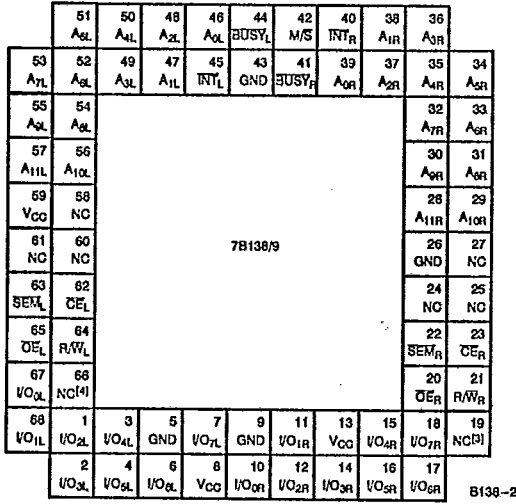 51 50 48 46 44 42 40 38 36
A5L A4L A2L A0L BUSYL M/S INTR A1R A3R
53 52 49 47 45 43 41 39 37 35 34
A7L A6L A3L A1L INTL GND BUSYR A0R A2R A4R A5R
55 54 32 33
A9L A8L A7R A6R
57 56 30 31
A11L A10L A9R A8R
59 58 28 29
VCC NC A11R A10R
61 60 7B138/9 26 27
NC NC GND NC
63 62 24 25
SEML CEL NC NC
65 64 22 23
OEL R/WL SEMR CER
67 66 20 21
I/O0L NC[4] OER R/WR
68 1 3 5 7 9 11 13 15 18 19
I/O1L I/O2L I/O4L GND I/O7L GND I/O1R VCC I/O4R I/O7R NC[3]
2 4 6 8 10 12 14 16 17
I/O3L I/O5L I/O6L VCC I/O0R I/O2R I/O3R I/O5R I/O6R
B138-2